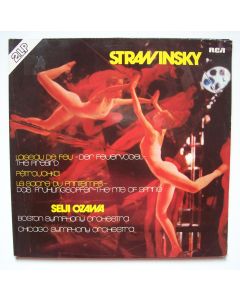 2LP
STRAWINSKY
RCA
L'OISEAU DE FEU - DER FEUERVOGEL -
THE FIREBIRD
PÉTROUCHKA
LE SACRE DU PRINTEMPS -
DAS FRÜHLINGSOPFER - THE RITE OF SPRING
SEIJI OZAWA
BOSTON SYMPHONY ORCHESTRA
CHICAGO SYMPHONY ORCHESTRA